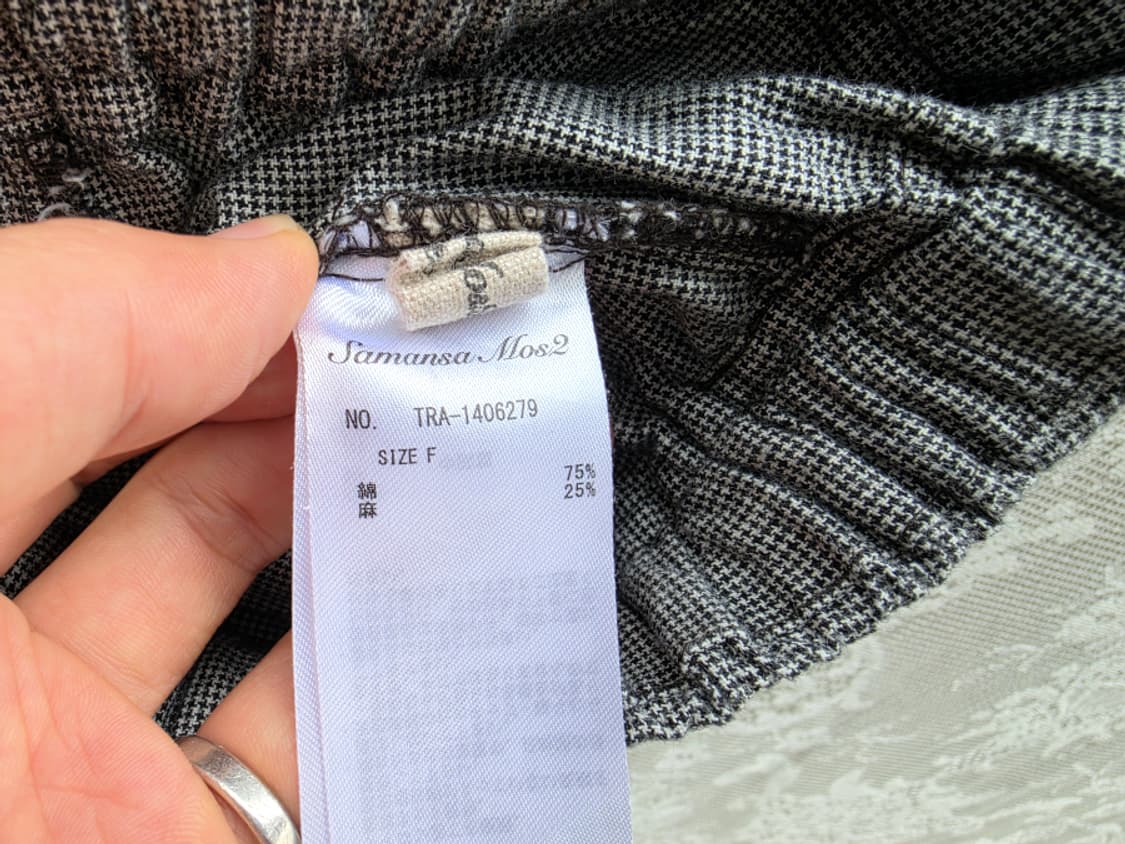 Samansa Mos2
NO. TRA-1406279
SIZE F
綿 75%
麻 25%